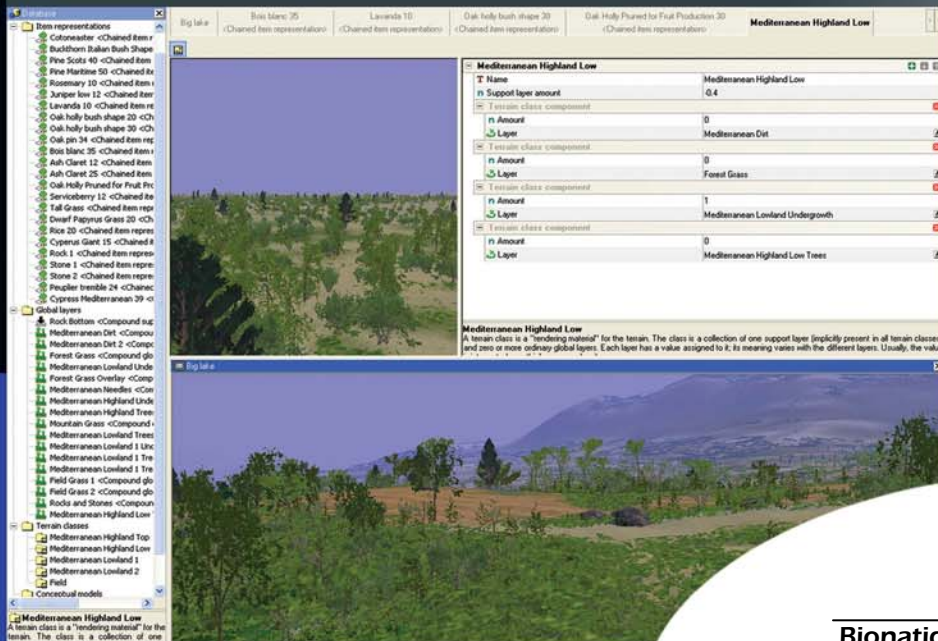 Database
Item representations
Cotoneaster <Chained item r
Buckthorn Italian Bush Shape
Pine Scots 40 <Chained item
Pine Maritime 50 <Chained ite
Rosemary 10 <Chained item r
Juniper low 12 <Chained item
Lavanda 10 <Chained item re
Oak holly bush shape 20 <Ch
Oak holly bush shape 30 <Ch
Oak pin 34 <Chained item rep
Bois blanc 35 <Chained item r
Ash Claret 12 <Chained item
Ash Claret 25 <Chained item
Oak Holly Pruned for Fruit Pro
Serviceberry 12 <Chained ite
Tall Grass <Chained item repr
Dwarf Papyrus Grass 20 <Ch
Rice 20 <Chained item repres
Cyperus Giant 15 <Chained it
Rock 1 <Chained item represe
Stone 1 <Chained item repre
Stone 2 <Chained item repre
Peuplier tremble 24 <Chained
Cypress Mediterranean 39 <
Global layers
Rock Bottom <Compound sup
Mediterranean Dirt <Compou
Mediterranean Dirt 2 <Compo
Forest Grass <Compound glo
Mediterranean Lowland Unde
Forest Grass Overlay <Comp
Mediterranean Needles <Com
Mediterranean Highland Unde
Mediterranean Highland Tree
Mountain Grass <Compound
Mediterranean Lowland Trees
Mediterranean Lowland 1 Und
Mediterranean Lowland 1 Tre
Mediterranean Lowland 1 Tre
Field Grass 1 <Compound glo
Field Grass 2 <Compound glo
Rocks and Stones <Compoun
Mediterranean Highland Low
Terrain classes
Mediterranean Highland Top
Mediterranean Highland Low
Mediterranean Lowland 1
Mediterranean Lowland 2
Field
Conceptual models
Mediterranean Highland Low
A terrain class is a "rendering material" for the
terrain. The class is a collection of one
Big lake
Bois blanc 35
<Chained item representation>
Lavanda 10
<Chained item representation>
Oak holly bush shape 30
<Chained item representation>
Oak Holly Pruned for Fruit Production 30
<Chained item representation>
Mediterranean Highland Low
Mediterranean Highland Low
T Name Mediterranean Highland Low
n Support layer amount -0.4
Terrain class component
n Amount 0
Layer Mediterranean Dirt
Terrain class component
n Amount 0
Layer Forest Grass
Terrain class component
n Amount 1
Layer Mediterranean Lowland Undergrowth
Terrain class component
n Amount 0
Layer Mediterranean Highland Low Trees
Mediterranean Highland Low
A terrain class is a "rendering material" for the terrain. The class is a collection of one support layer (implicitly present in all terrain classes
and zero or more ordinary global layers. Each layer has a value assigned to it; its meaning varies with the different layers. Usually, the valu
Big lake
Bionatic